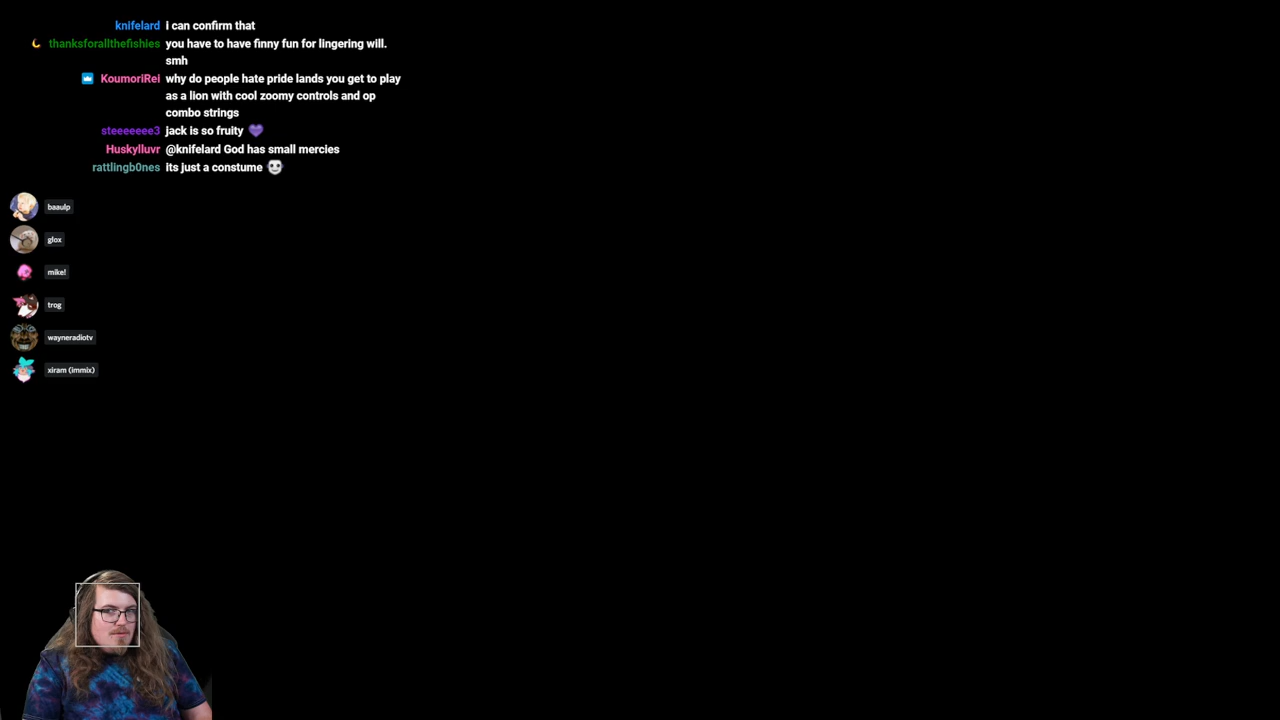 knifelard i can confirm that
thanksforallthefishies you have to have finny fun for lingering will.
smh
KoumoriRei why do people hate pride lands you get to play
as a lion with cool zoomy controls and op
combo strings
steeeeeee3 jack is so fruity
Huskylluvr @knifelard God has small mercies
rattlingb0nes its just a constume
baaulp
glox
mike!
trog
wayneradiotv
xiram (immix)